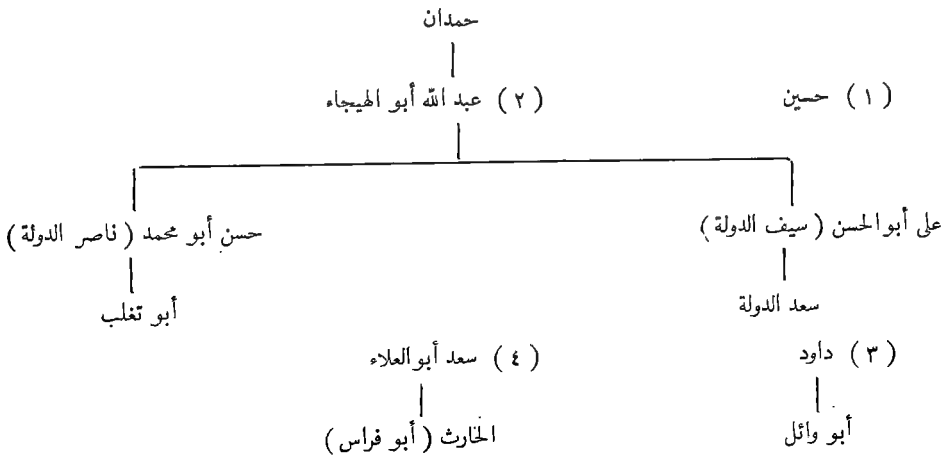 حمدان
( ١ ) حسين ( ٢ ) عبد الله أبو الهيجاء
على أبو الحسن ( سيف الدولة ) حسن أبو محمد ( ناصر الدولة )
سعد الدولة أبو تغلب
( ٣ ) داود ( ٤ ) سعد أبو العلاء
أبو وائل الخارث ( أبو فراس )